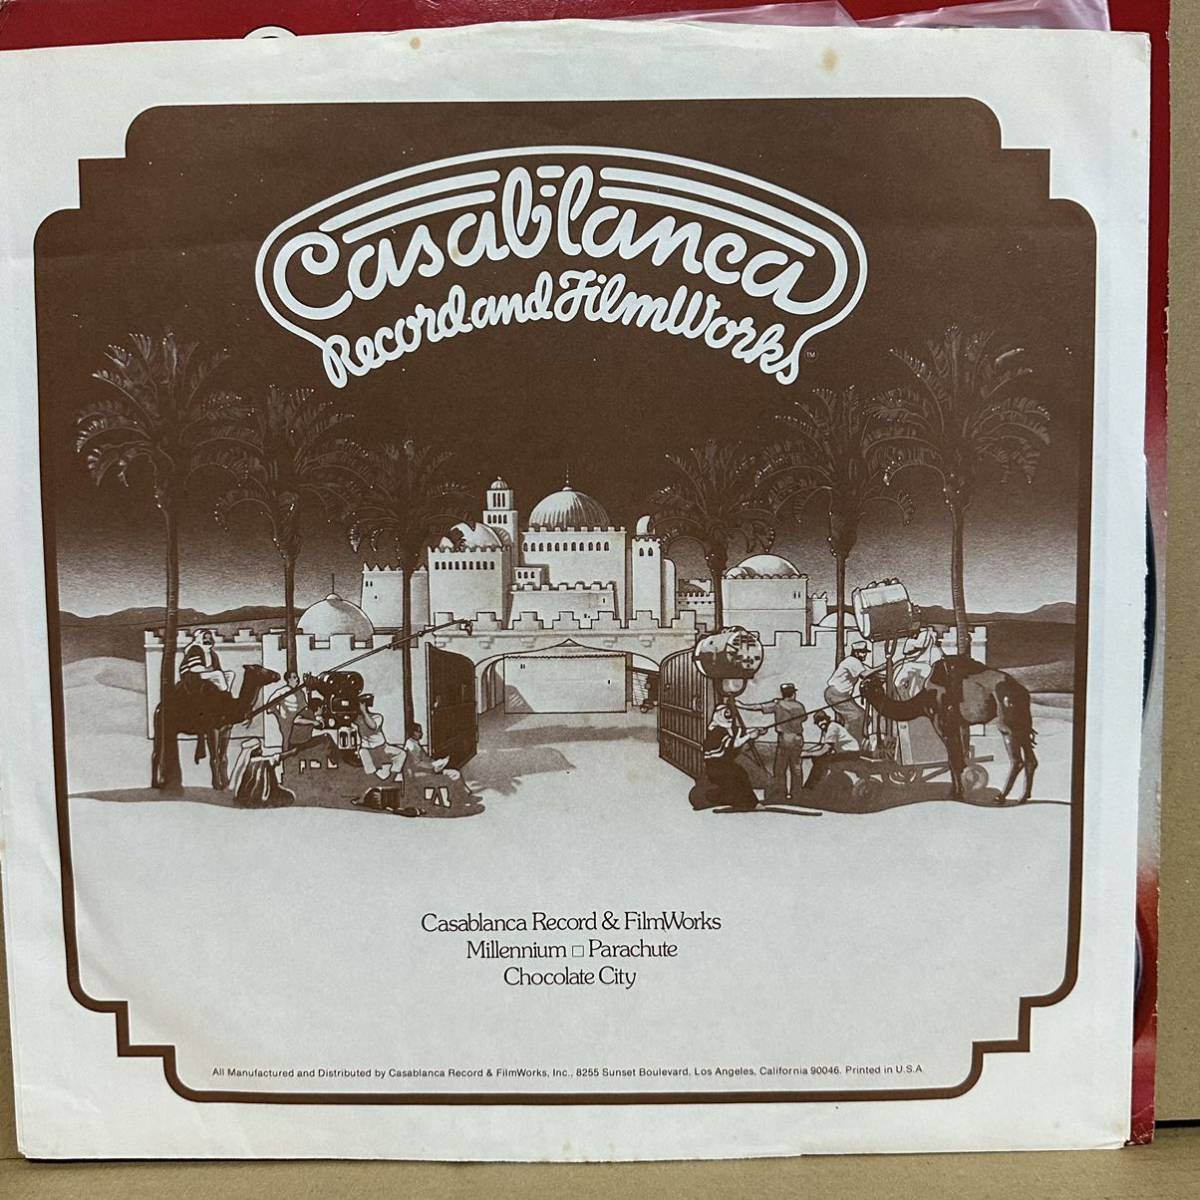 Casablanca
Record and FilmWorks
TM
Casablanca Record & FilmWorks
Millennium □ Parachute
Chocolate City
All Manufactured and Distributed by Casablanca Record & FilmWorks, Inc., 8255 Sunset Boulevard, Los Angeles, California 90046. Printed in U.S.A.